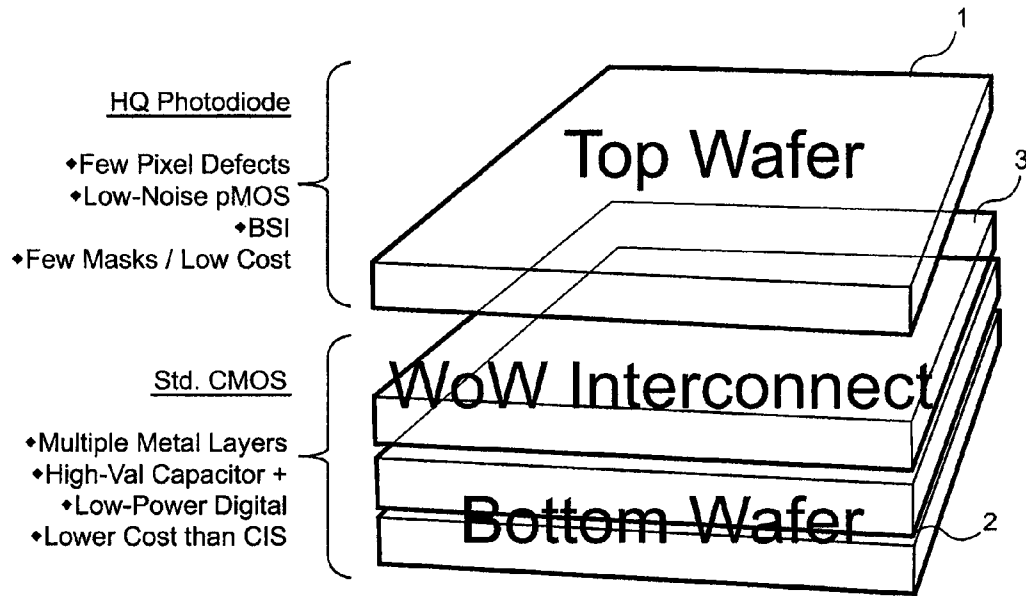 1
HQ Photodiode
Top Wafer
3
◆Few Pixel Defects
◆Low-Noise pMOS
◆BSI
◆Few Masks / Low Cost
Std. CMOS
WoW Interconnect
◆Multiple Metal Layers
◆High-Val Capacitor +
◆Low-Power Digital
◆Lower Cost than CIS
Bottom Wafer
2